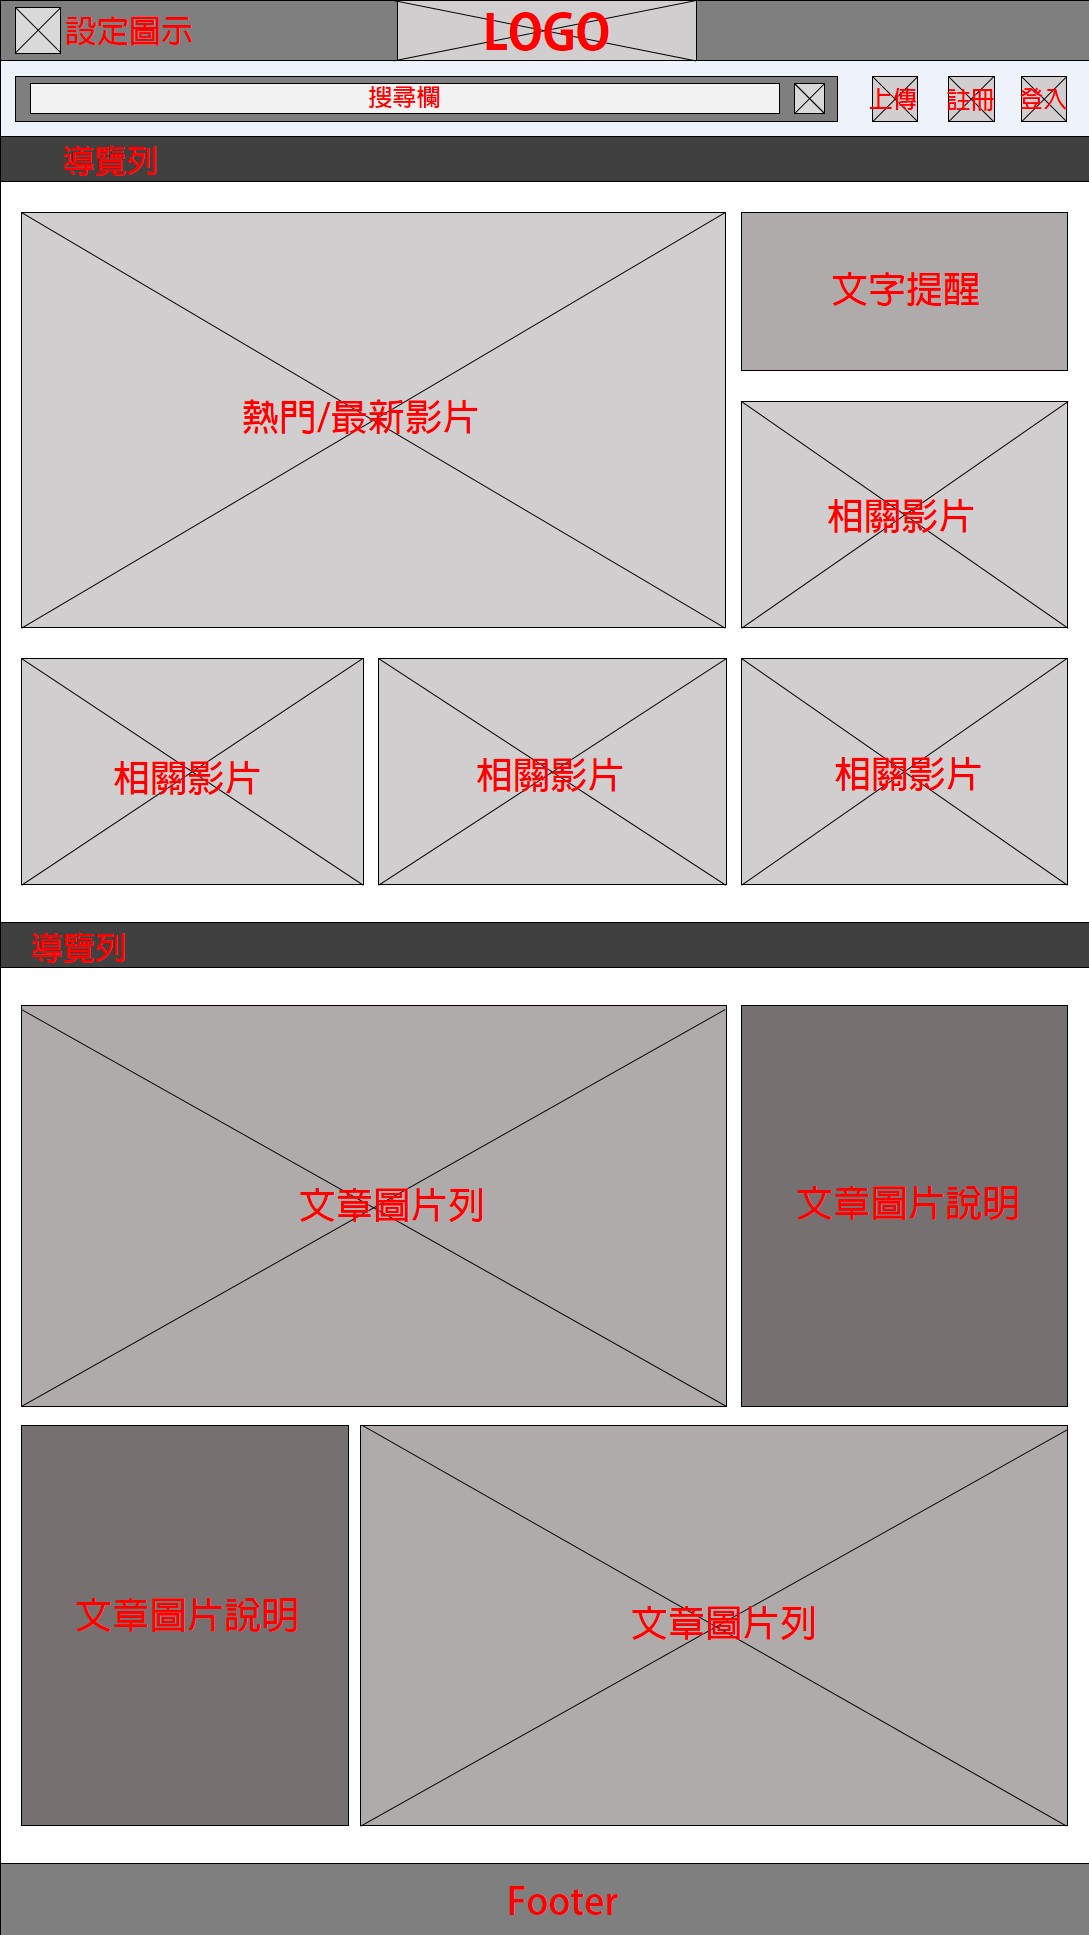 設定圖示
LOGO
搜尋欄
上傳
註冊
登入
導覽列
熱門/最新影片
文字提醒
相關影片
相關影片
相關影片
相關影片
導覽列
文章圖片列
文章圖片說明
文章圖片說明
文章圖片列
Footer